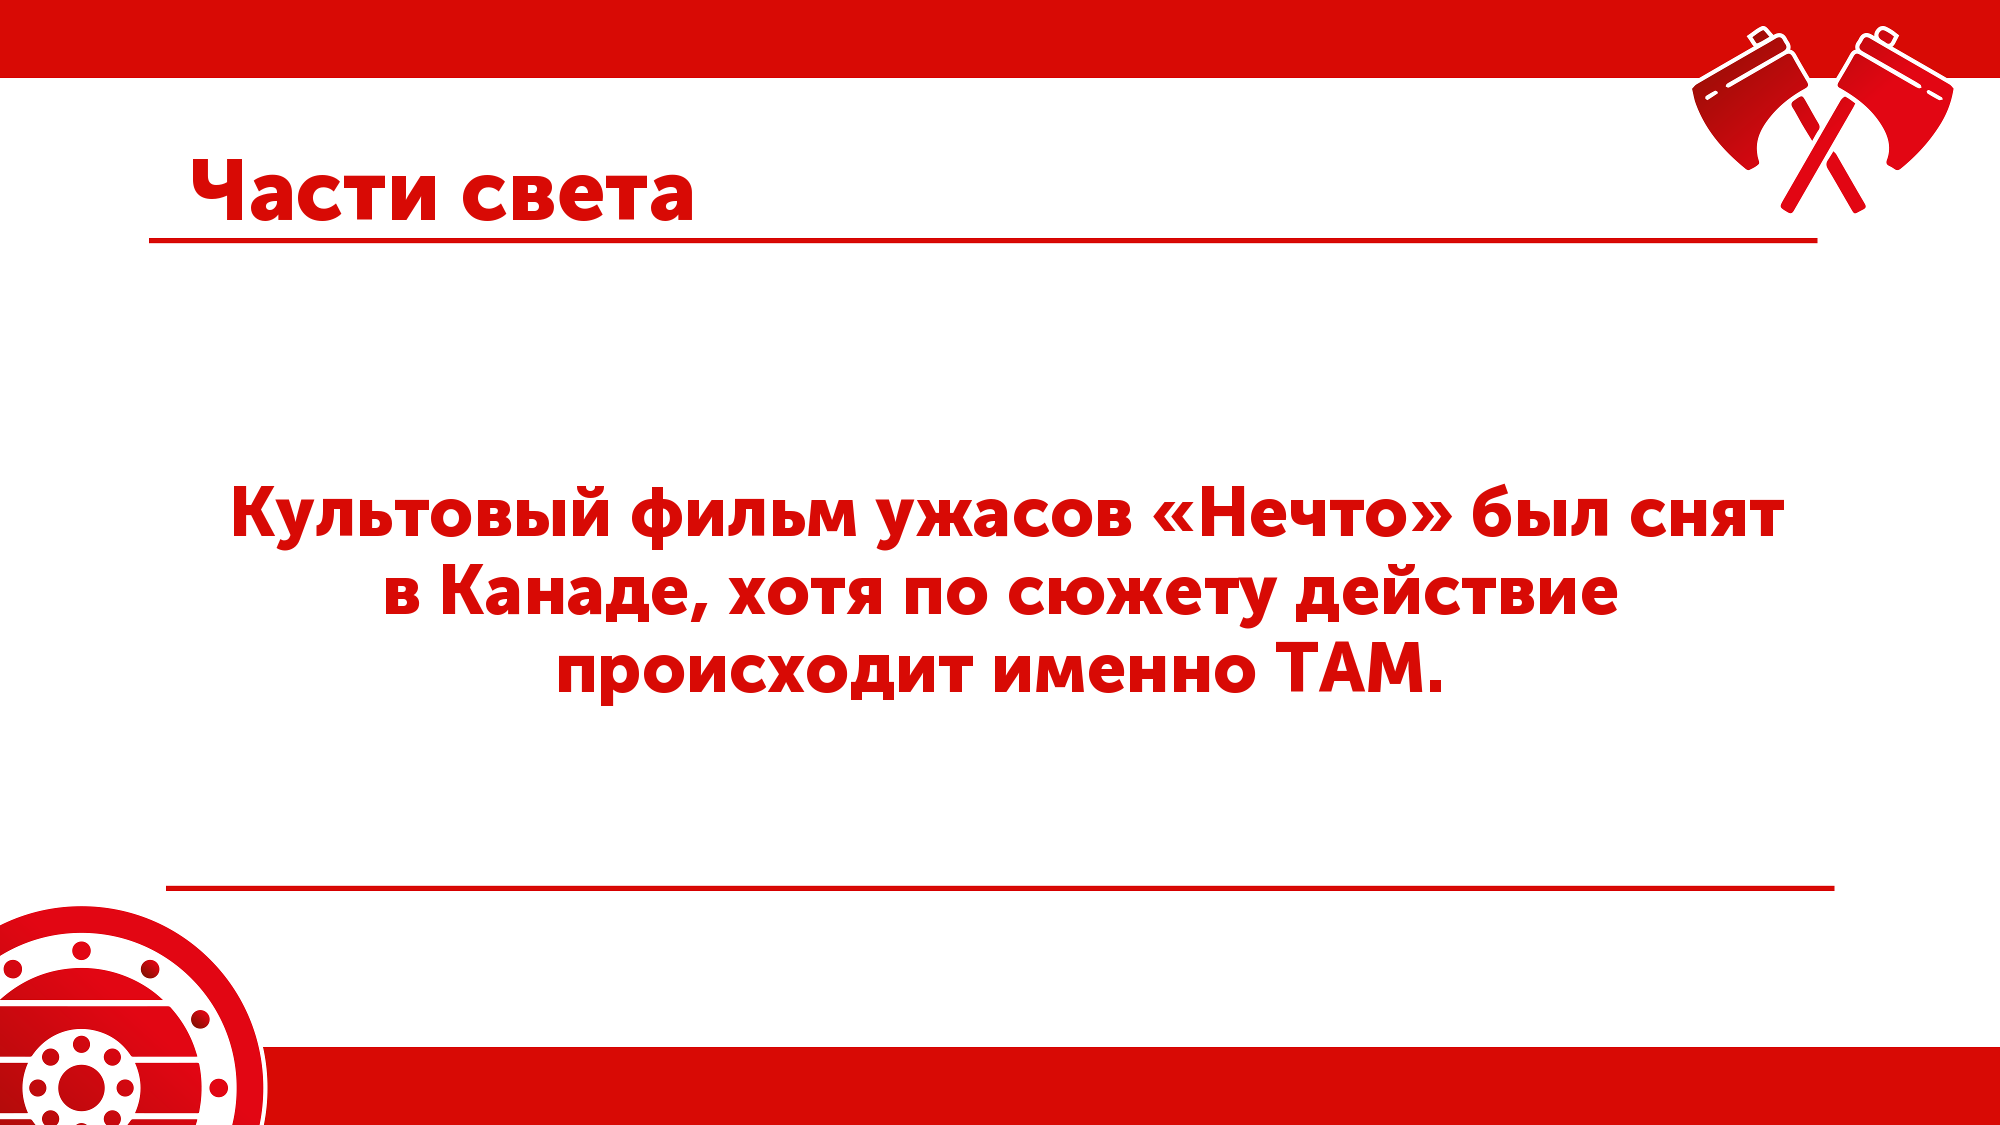 Части света
Культовый фильм ужасов «Нечто» был снят
в Канаде, хотя по сюжету действие
происходит именно ТАМ.